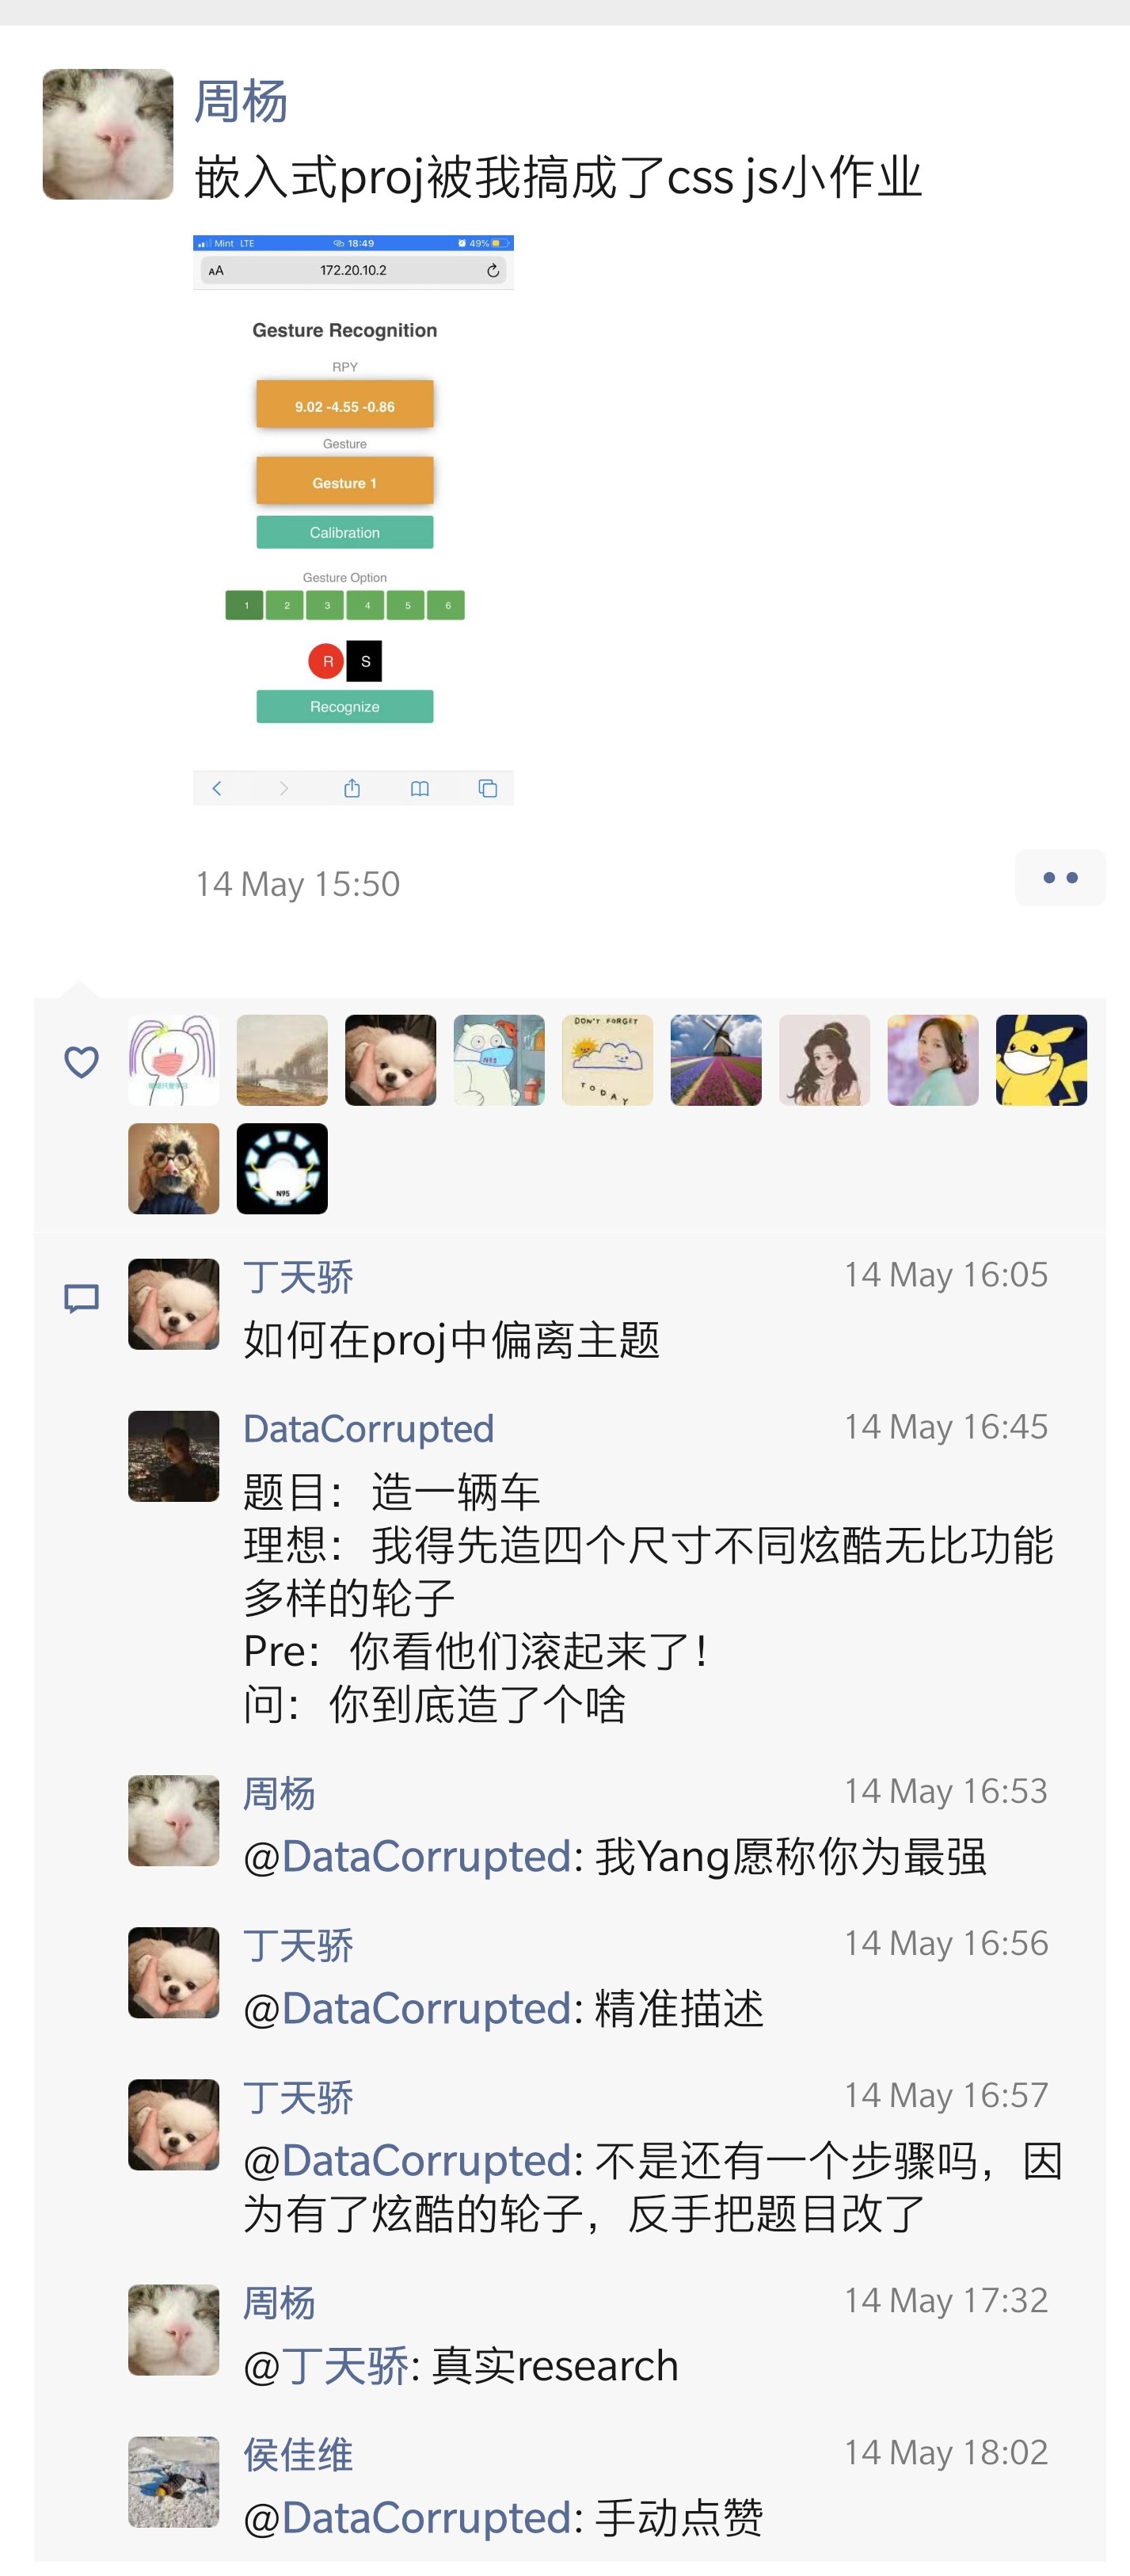 周杨
嵌入式proj被我搞成了css js小作业
Mint LTE 18:49 49%
AA 172.20.10.2
Gesture Recognition
RPY
9.02 -4.55 -0.86
Gesture
Gesture 1
Calibration
Gesture Option
1 2 3 4 5 6
R S
Recognize
14 May 15:50
N95
DON'T FORGET
TODAY
N95
丁天骄 14 May 16:05
如何在proj中偏离主题
DataCorrupted 14 May 16:45
题目：造一辆车
理想：我得先造四个尺寸不同炫酷无比功能
多样的轮子
Pre：你看他们滚起来了！
问：你到底造了个啥
周杨 14 May 16:53
@DataCorrupted: 我Yang愿称你为最强
丁天骄 14 May 16:56
@DataCorrupted: 精准描述
丁天骄 14 May 16:57
@DataCorrupted: 不是还有一个步骤吗，因
为有了炫酷的轮子，反手把题目改了
周杨 14 May 17:32
@丁天骄: 真实research
侯佳维 14 May 18:02
@DataCorrupted: 手动点赞